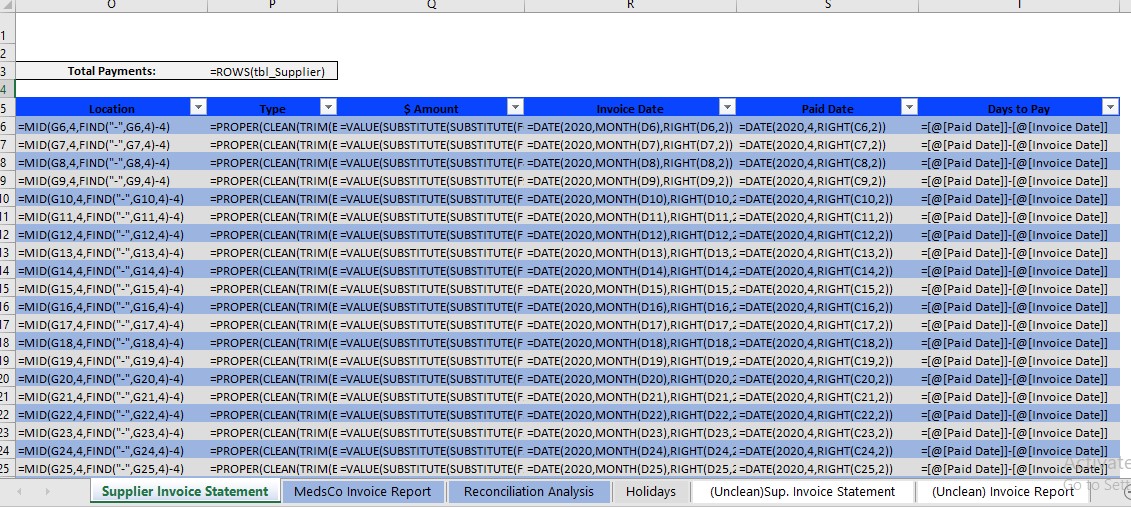 O P Q R S T
1
2
3 Total Payments: =ROWS(tbl_Supplier)
4
5 Location Type $ Amount Invoice Date Paid Date Days to Pay
6 =MID(G6,4,FIND("-",G6,4)-4) =PROPER(CLEAN(TRIM(E =VALUE(SUBSTITUTE(SUBSTITUTE(F =DATE(2020,MONTH(D6),RIGHT(D6,2)) =DATE(2020,4,RIGHT(C6,2)) =[@[Paid Date]]-[@[Invoice Date]]
7 =MID(G7,4,FIND("-",G7,4)-4) =PROPER(CLEAN(TRIM(E =VALUE(SUBSTITUTE(SUBSTITUTE(F =DATE(2020,MONTH(D7),RIGHT(D7,2)) =DATE(2020,4,RIGHT(C7,2)) =[@[Paid Date]]-[@[Invoice Date]]
8 =MID(G8,4,FIND("-",G8,4)-4) =PROPER(CLEAN(TRIM(E =VALUE(SUBSTITUTE(SUBSTITUTE(F =DATE(2020,MONTH(D8),RIGHT(D8,2)) =DATE(2020,4,RIGHT(C8,2)) =[@[Paid Date]]-[@[Invoice Date]]
9 =MID(G9,4,FIND("-",G9,4)-4) =PROPER(CLEAN(TRIM(E =VALUE(SUBSTITUTE(SUBSTITUTE(F =DATE(2020,MONTH(D9),RIGHT(D9,2)) =DATE(2020,4,RIGHT(C9,2)) =[@[Paid Date]]-[@[Invoice Date]]
10 =MID(G10,4,FIND("-",G10,4)-4) =PROPER(CLEAN(TRIM(E =VALUE(SUBSTITUTE(SUBSTITUTE(F =DATE(2020,MONTH(D10),RIGHT(D10,2 =DATE(2020,4,RIGHT(C10,2)) =[@[Paid Date]]-[@[Invoice Date]]
11 =MID(G11,4,FIND("-",G11,4)-4) =PROPER(CLEAN(TRIM(E =VALUE(SUBSTITUTE(SUBSTITUTE(F =DATE(2020,MONTH(D11),RIGHT(D11,2 =DATE(2020,4,RIGHT(C11,2)) =[@[Paid Date]]-[@[Invoice Date]]
12 =MID(G12,4,FIND("-",G12,4)-4) =PROPER(CLEAN(TRIM(E =VALUE(SUBSTITUTE(SUBSTITUTE(F =DATE(2020,MONTH(D12),RIGHT(D12,2 =DATE(2020,4,RIGHT(C12,2)) =[@[Paid Date]]-[@[Invoice Date]]
13 =MID(G13,4,FIND("-",G13,4)-4) =PROPER(CLEAN(TRIM(E =VALUE(SUBSTITUTE(SUBSTITUTE(F =DATE(2020,MONTH(D13),RIGHT(D13,2 =DATE(2020,4,RIGHT(C13,2)) =[@[Paid Date]]-[@[Invoice Date]]
14 =MID(G14,4,FIND("-",G14,4)-4) =PROPER(CLEAN(TRIM(E =VALUE(SUBSTITUTE(SUBSTITUTE(F =DATE(2020,MONTH(D14),RIGHT(D14,2 =DATE(2020,4,RIGHT(C14,2)) =[@[Paid Date]]-[@[Invoice Date]]
15 =MID(G15,4,FIND("-",G15,4)-4) =PROPER(CLEAN(TRIM(E =VALUE(SUBSTITUTE(SUBSTITUTE(F =DATE(2020,MONTH(D15),RIGHT(D15,2 =DATE(2020,4,RIGHT(C15,2)) =[@[Paid Date]]-[@[Invoice Date]]
16 =MID(G16,4,FIND("-",G16,4)-4) =PROPER(CLEAN(TRIM(E =VALUE(SUBSTITUTE(SUBSTITUTE(F =DATE(2020,MONTH(D16),RIGHT(D16,2 =DATE(2020,4,RIGHT(C16,2)) =[@[Paid Date]]-[@[Invoice Date]]
17 =MID(G17,4,FIND("-",G17,4)-4) =PROPER(CLEAN(TRIM(E =VALUE(SUBSTITUTE(SUBSTITUTE(F =DATE(2020,MONTH(D17),RIGHT(D17,2 =DATE(2020,4,RIGHT(C17,2)) =[@[Paid Date]]-[@[Invoice Date]]
18 =MID(G18,4,FIND("-",G18,4)-4) =PROPER(CLEAN(TRIM(E =VALUE(SUBSTITUTE(SUBSTITUTE(F =DATE(2020,MONTH(D18),RIGHT(D18,2 =DATE(2020,4,RIGHT(C18,2)) =[@[Paid Date]]-[@[Invoice Date]]
19 =MID(G19,4,FIND("-",G19,4)-4) =PROPER(CLEAN(TRIM(E =VALUE(SUBSTITUTE(SUBSTITUTE(F =DATE(2020,MONTH(D19),RIGHT(D19,2 =DATE(2020,4,RIGHT(C19,2)) =[@[Paid Date]]-[@[Invoice Date]]
20 =MID(G20,4,FIND("-",G20,4)-4) =PROPER(CLEAN(TRIM(E =VALUE(SUBSTITUTE(SUBSTITUTE(F =DATE(2020,MONTH(D20),RIGHT(D20,2 =DATE(2020,4,RIGHT(C20,2)) =[@[Paid Date]]-[@[Invoice Date]]
21 =MID(G21,4,FIND("-",G21,4)-4) =PROPER(CLEAN(TRIM(E =VALUE(SUBSTITUTE(SUBSTITUTE(F =DATE(2020,MONTH(D21),RIGHT(D21,2 =DATE(2020,4,RIGHT(C21,2)) =[@[Paid Date]]-[@[Invoice Date]]
22 =MID(G22,4,FIND("-",G22,4)-4) =PROPER(CLEAN(TRIM(E =VALUE(SUBSTITUTE(SUBSTITUTE(F =DATE(2020,MONTH(D22),RIGHT(D22,2 =DATE(2020,4,RIGHT(C22,2)) =[@[Paid Date]]-[@[Invoice Date]]
23 =MID(G23,4,FIND("-",G23,4)-4) =PROPER(CLEAN(TRIM(E =VALUE(SUBSTITUTE(SUBSTITUTE(F =DATE(2020,MONTH(D23),RIGHT(D23,2 =DATE(2020,4,RIGHT(C23,2)) =[@[Paid Date]]-[@[Invoice Date]]
24 =MID(G24,4,FIND("-",G24,4)-4) =PROPER(CLEAN(TRIM(E =VALUE(SUBSTITUTE(SUBSTITUTE(F =DATE(2020,MONTH(D24),RIGHT(D24,2 =DATE(2020,4,RIGHT(C24,2)) =[@[Paid Date]]-[@[Invoice Date]]
25 =MID(G25,4,FIND("-",G25,4)-4) =PROPER(CLEAN(TRIM(E =VALUE(SUBSTITUTE(SUBSTITUTE(F =DATE(2020,MONTH(D25),RIGHT(D25,2 =DATE(2020,4,RIGHT(C25,2)) =[@[Paid Date]]-[@[Invoice Date]]
Activate
Supplier Invoice Statement MedsCo Invoice Report Reconciliation Analysis Holidays (Unclean)Sup. Invoice Statement (Unclean) Invoice Report
Go to Sett